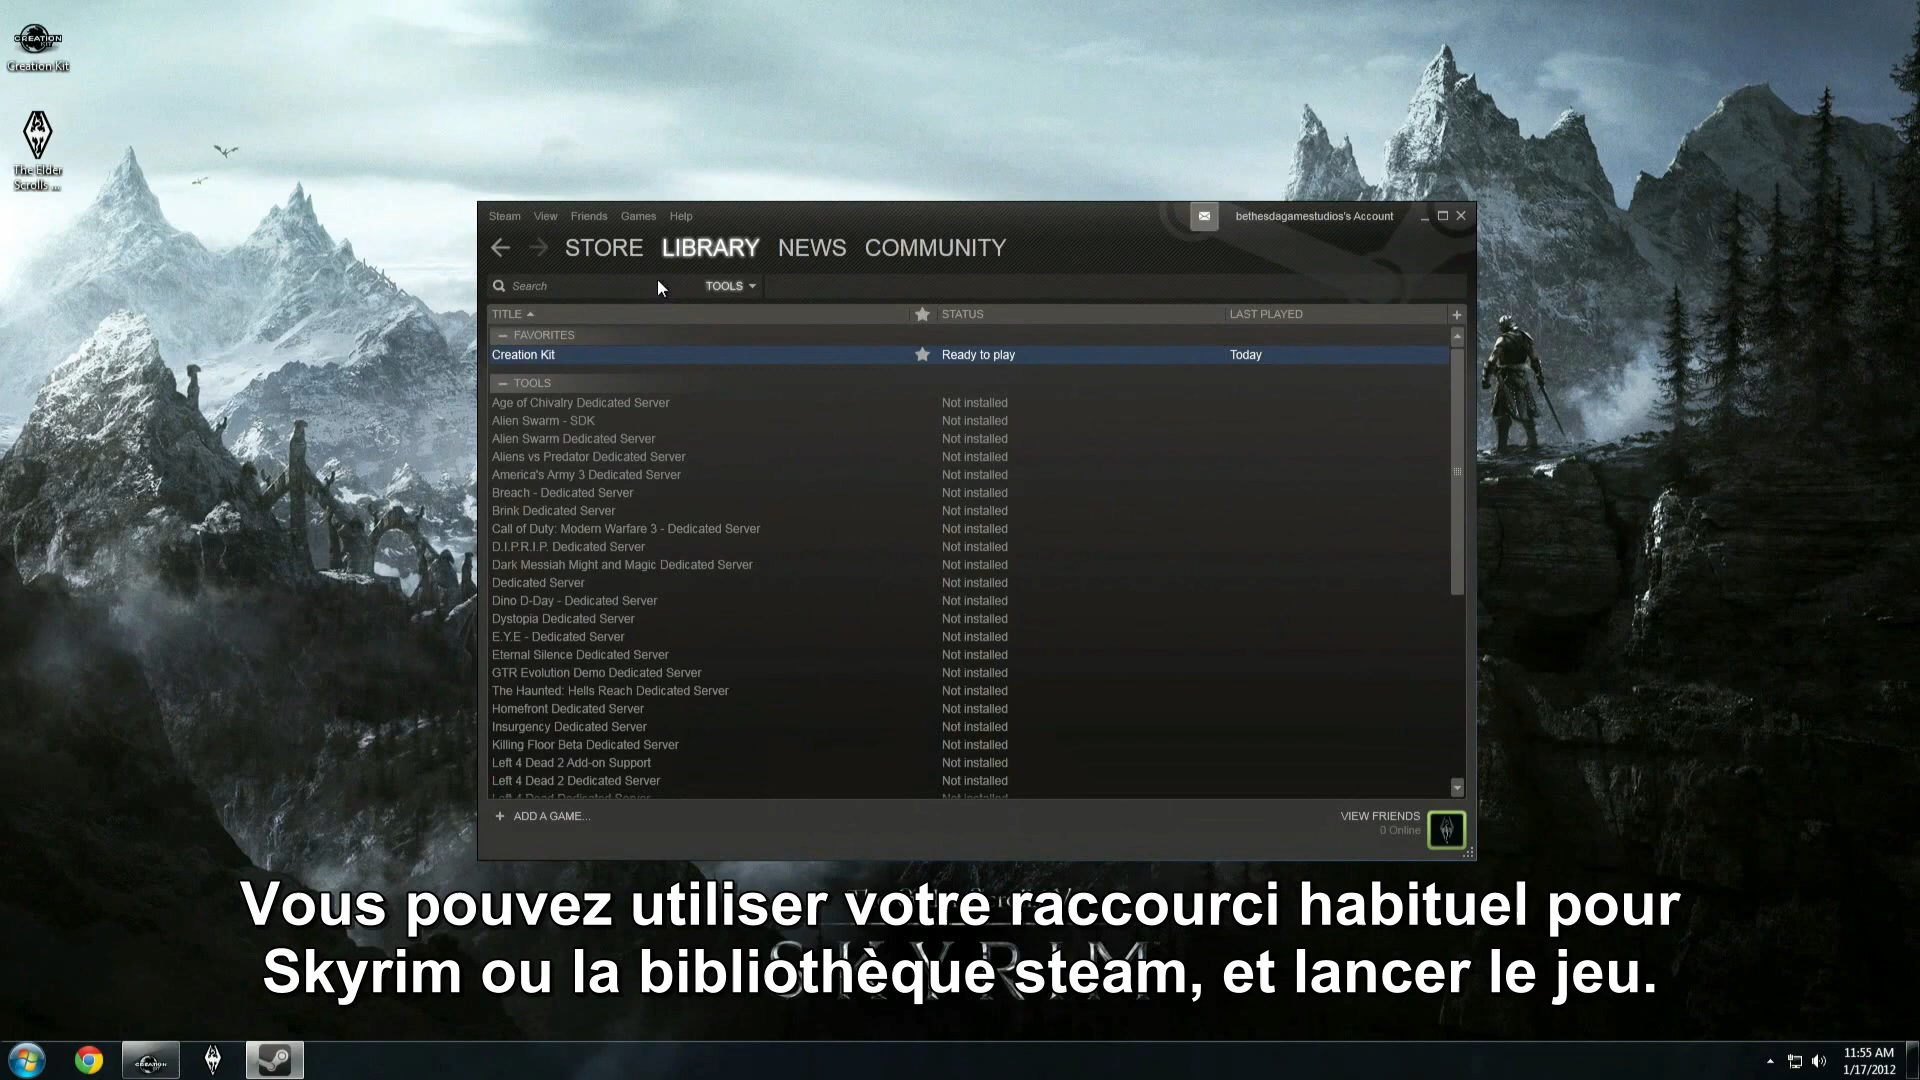 Creation Kit
The Elder
Scrolls ...
Steam View Friends Games Help
bethesdagamestudios's Account
STORE LIBRARY NEWS COMMUNITY
Search
TOOLS
TITLE STATUS LAST PLAYED
FAVORITES
Creation Kit Ready to play Today
TOOLS
Age of Chivalry Dedicated Server Not installed
Alien Swarm - SDK Not installed
Alien Swarm Dedicated Server Not installed
Aliens vs Predator Dedicated Server Not installed
America's Army 3 Dedicated Server Not installed
Breach - Dedicated Server Not installed
Brink Dedicated Server Not installed
Call of Duty: Modern Warfare 3 - Dedicated Server Not installed
D.I.P.R.I.P. Dedicated Server Not installed
Dark Messiah Might and Magic Dedicated Server Not installed
Dedicated Server Not installed
Dino D-Day - Dedicated Server Not installed
Dystopia Dedicated Server Not installed
E.Y.E - Dedicated Server Not installed
Eternal Silence Dedicated Server Not installed
GTR Evolution Demo Dedicated Server Not installed
The Haunted: Hells Reach Dedicated Server Not installed
Homefront Dedicated Server Not installed
Insurgency Dedicated Server Not installed
Killing Floor Beta Dedicated Server Not installed
Left 4 Dead 2 Add-on Support Not installed
Left 4 Dead 2 Dedicated Server Not installed
Left 4 Dead Dedicated Server Not installed
+ ADD A GAME...
VIEW FRIENDS
0 Online
Vous pouvez utiliser votre raccourci habituel pour
Skyrim ou la bibliothèque steam, et lancer le jeu.
SKYRIM
11:55 AM
1/17/2012